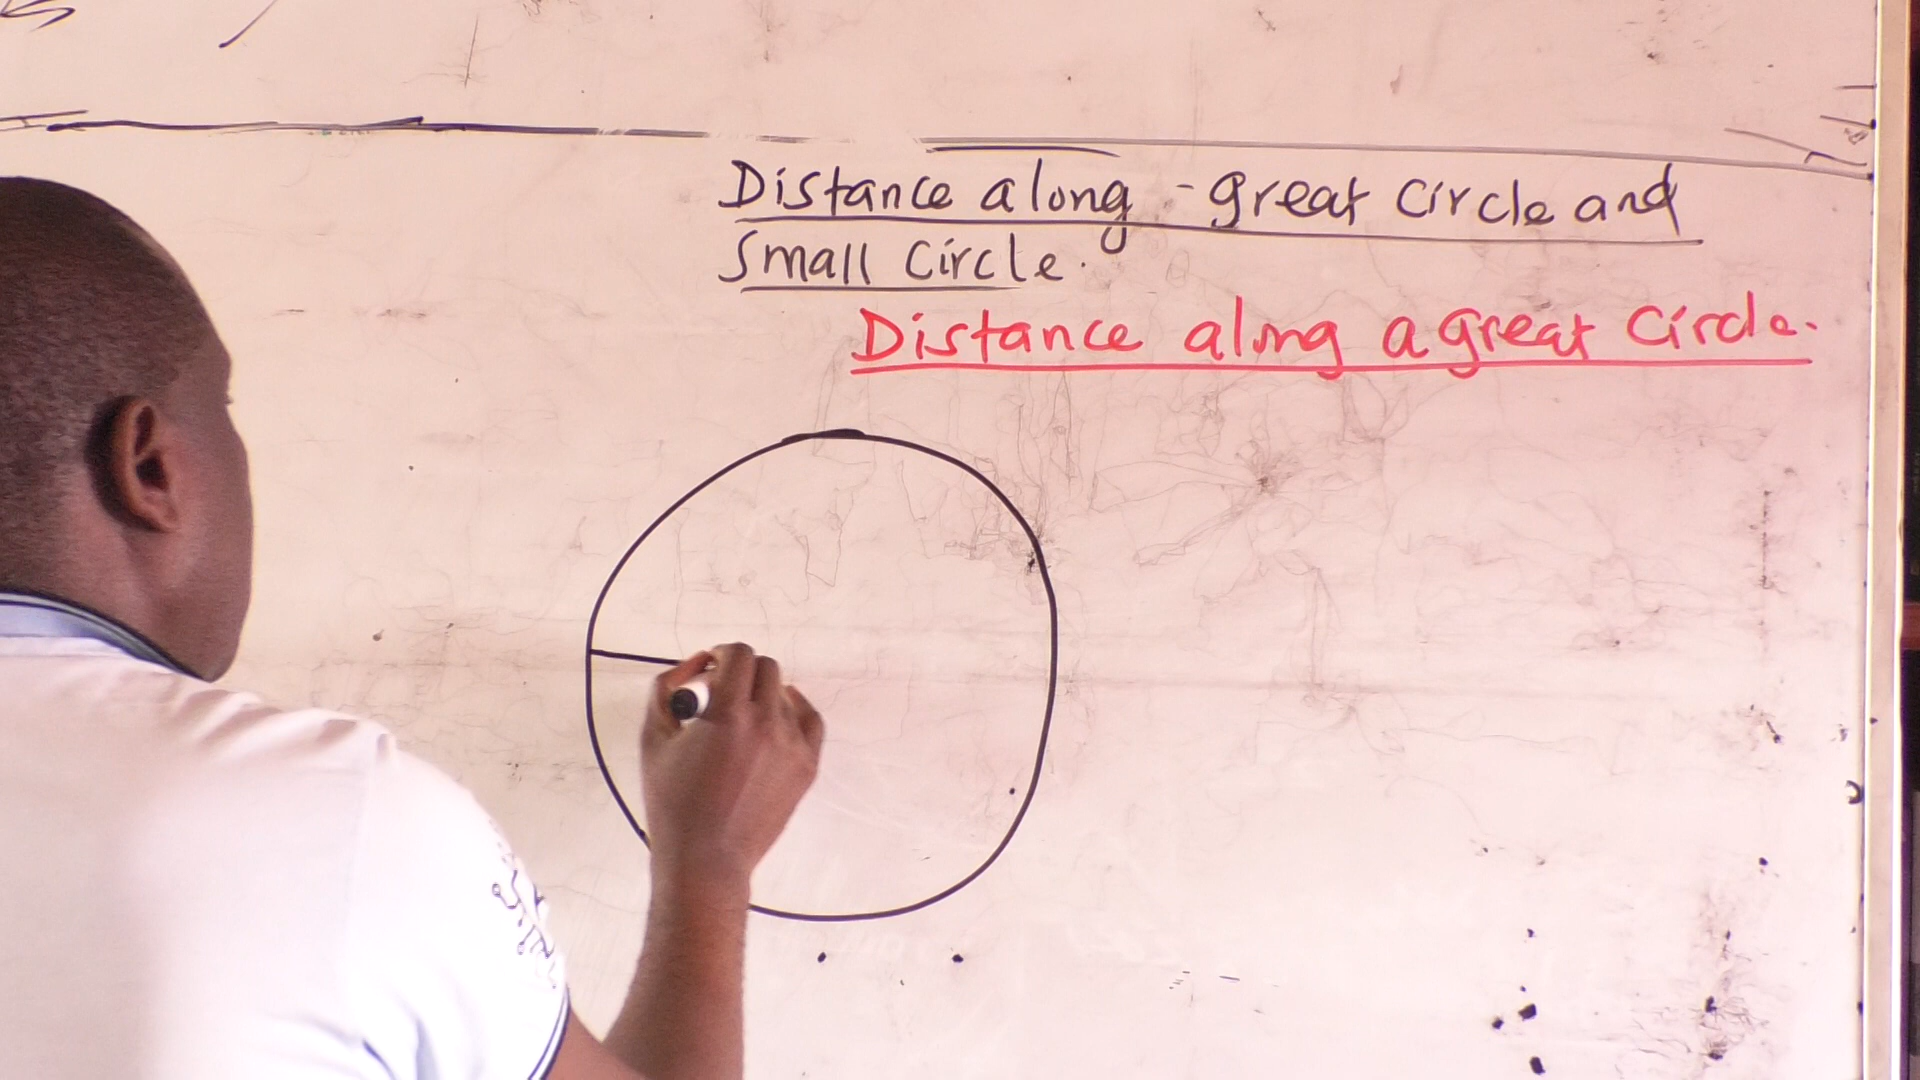 Distance along - great Circle and
Small Circle.
Distance along a great Circle.